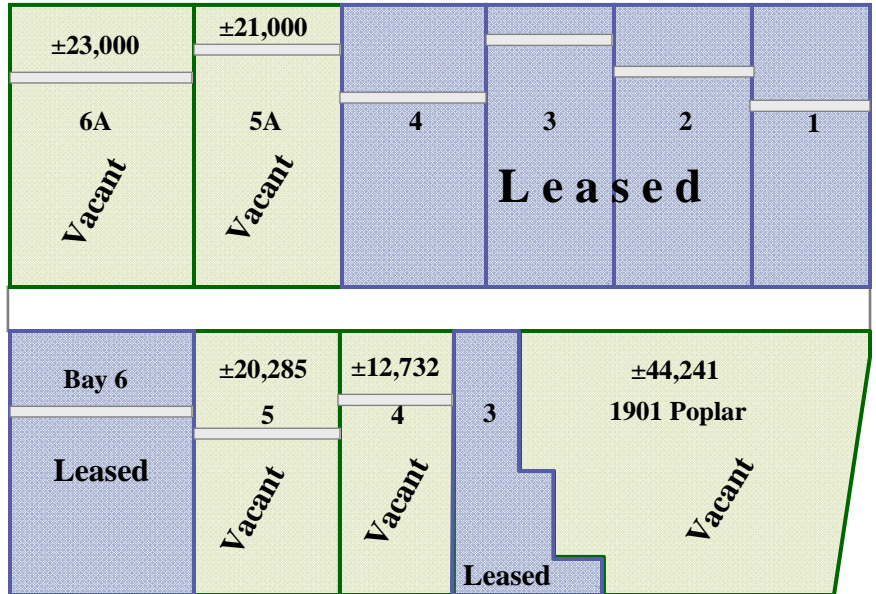 ±23,000
±21,000
6A
5A
4
3
2
1
Vacant
Vacant
Leased
Bay 6
±20,285
±12,732
±44,241
5
4
3
1901 Poplar
Leased
Vacant
Vacant
Vacant
Leased